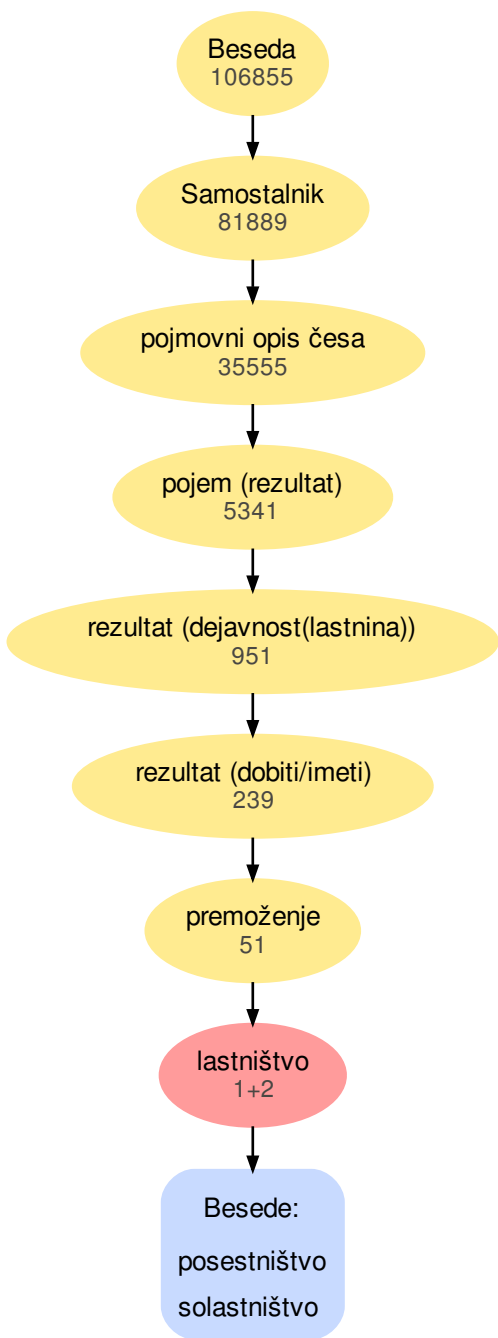 Beseda
106855
Samostalnik
81889
pojmovni opis česa
35555
pojem (rezultat)
5341
rezultat (dejavnost(lastnina))
951
rezultat (dobiti/imeti)
239
premoženje
51
lastništvo
1+2
Besede:
posestništvo
solastništvo